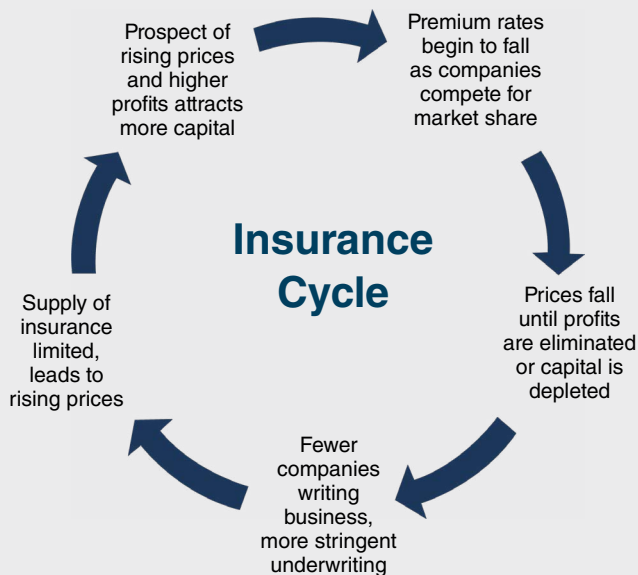 Prospect of
rising prices
and higher
profits attracts
more capital
Premium rates
begin to fall
as companies
compete for
market share
Insurance
Cycle
Prices fall
until profits
are eliminated
or capital is
depleted
Fewer
companies
writing
business,
more stringent
underwriting
Supply of
insurance
limited,
leads to
rising prices